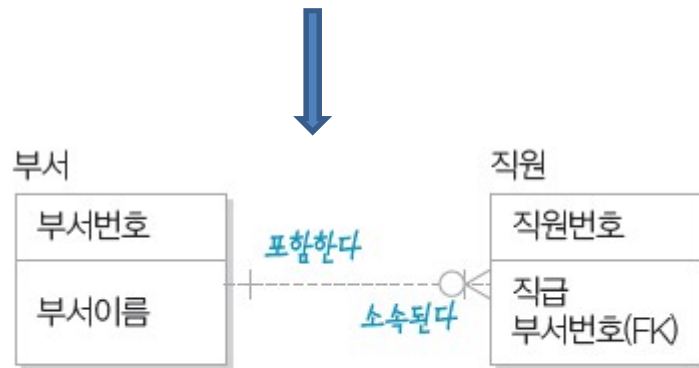 부서
직원
부서번호
부서이름
포함한다
소속된다
직원번호
직급
부서번호(FK)